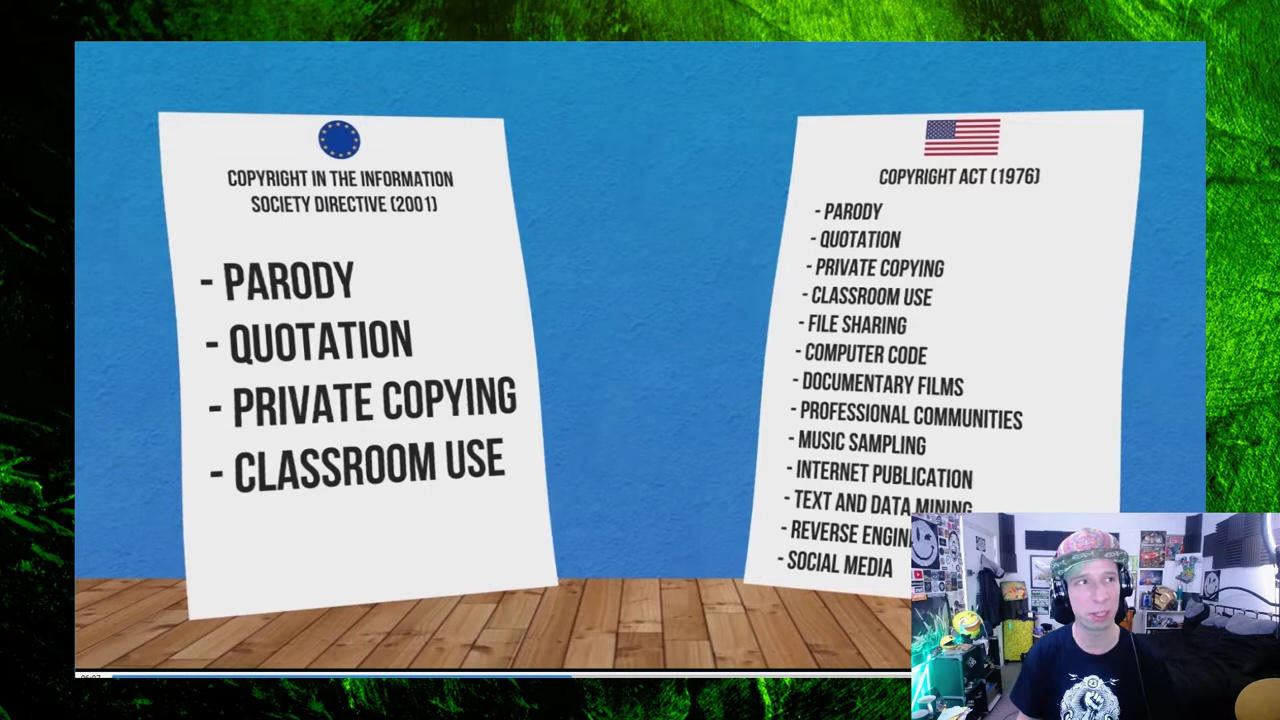 COPYRIGHT IN THE INFORMATION
SOCIETY DIRECTIVE (2001)
- PARODY
- QUOTATION
- PRIVATE COPYING
- CLASSROOM USE
COPYRIGHT ACT (1976)
- PARODY
- QUOTATION
- PRIVATE COPYING
- CLASSROOM USE
- FILE SHARING
- COMPUTER CODE
- DOCUMENTARY FILMS
- PROFESSIONAL COMMUNITIES
- MUSIC SAMPLING
- INTERNET PUBLICATION
- TEXT AND DATA MINING
- REVERSE
- SOCIAL MEDIA